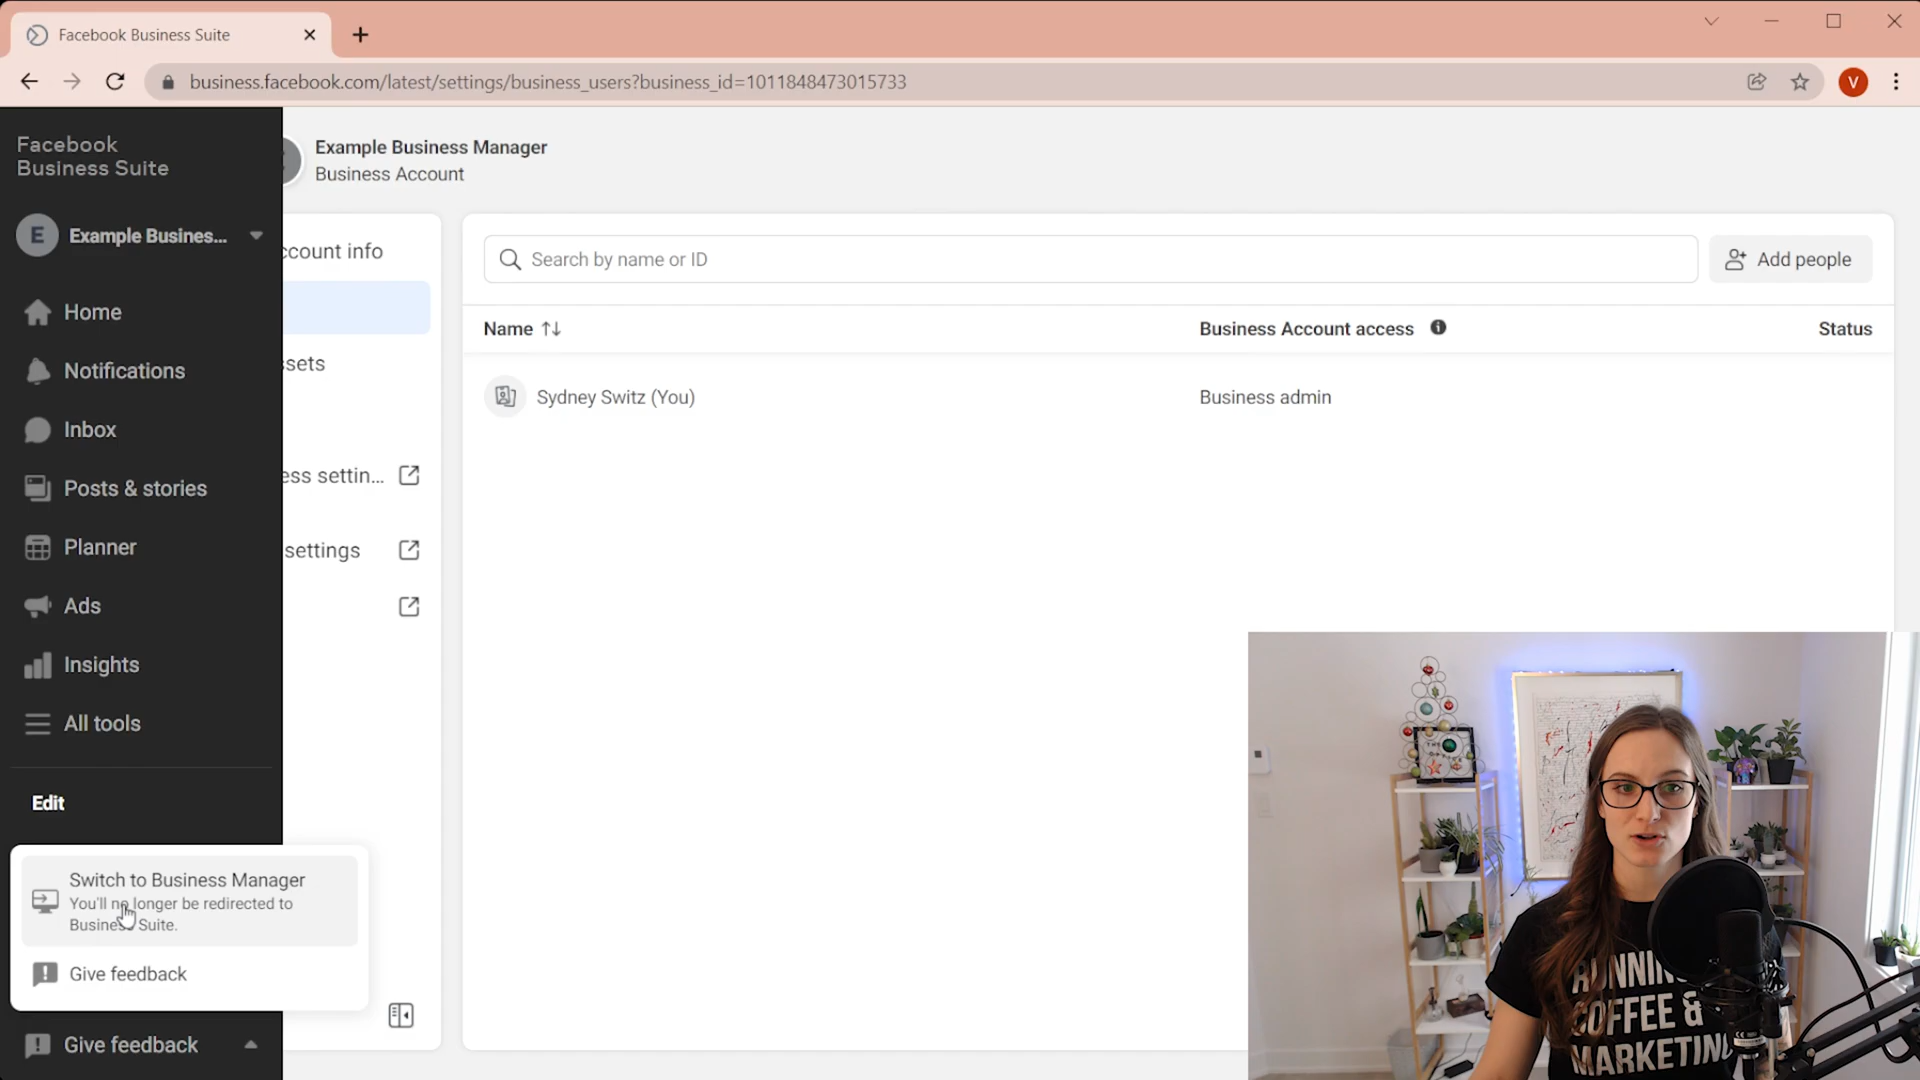 Facebook Business Suite
business.facebook.com/latest/settings/business_users?business_id=1011848473015733
V
Facebook
Business Suite
Example Business Manager
Business Account
E
Example Busines...
Home
Notifications
Inbox
Posts & stories
Planner
Ads
Insights
All tools
Edit
Switch to Business Manager
You'll no longer be redirected to
Business Suite.
Give feedback
Give feedback
ccount info
ssets
ess settin...
settings
Search by name or ID
Add people
Name
Business Account access
Status
Sydney Switz (You)
Business admin
RUNNIN
COFFEE &
MARKETIN